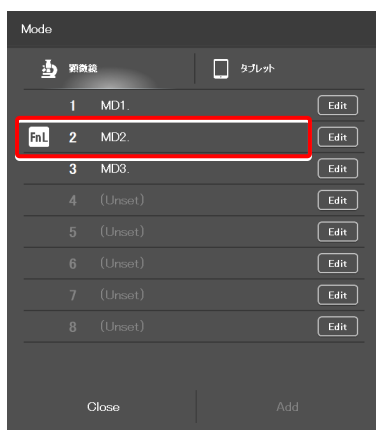 Mode
顕微鏡 タブレット
1 MD1. Edit
FnL 2 MD2. Edit
3 MD3. Edit
4 (Unset) Edit
5 (Unset) Edit
6 (Unset) Edit
7 (Unset) Edit
8 (Unset) Edit
Close Add